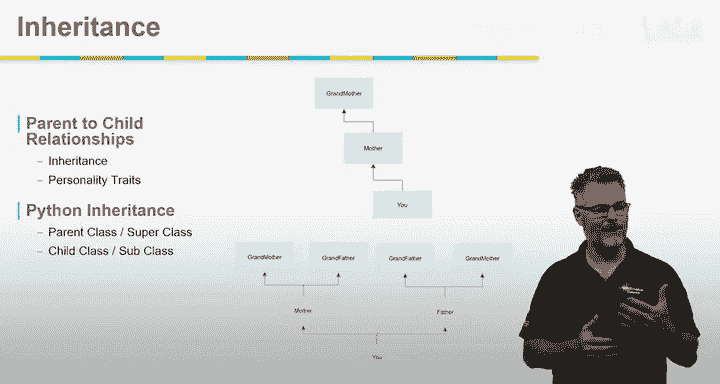 Inheritance
Parent to Child
Relationships
– Inheritance
– Personality Traits
Python Inheritance
– Parent Class / Super Class
– Child Class / Sub Class
GrandMother
Mother
You
GrandMother
GrandFather
GrandFather
GrandMother
Mother
Father
You